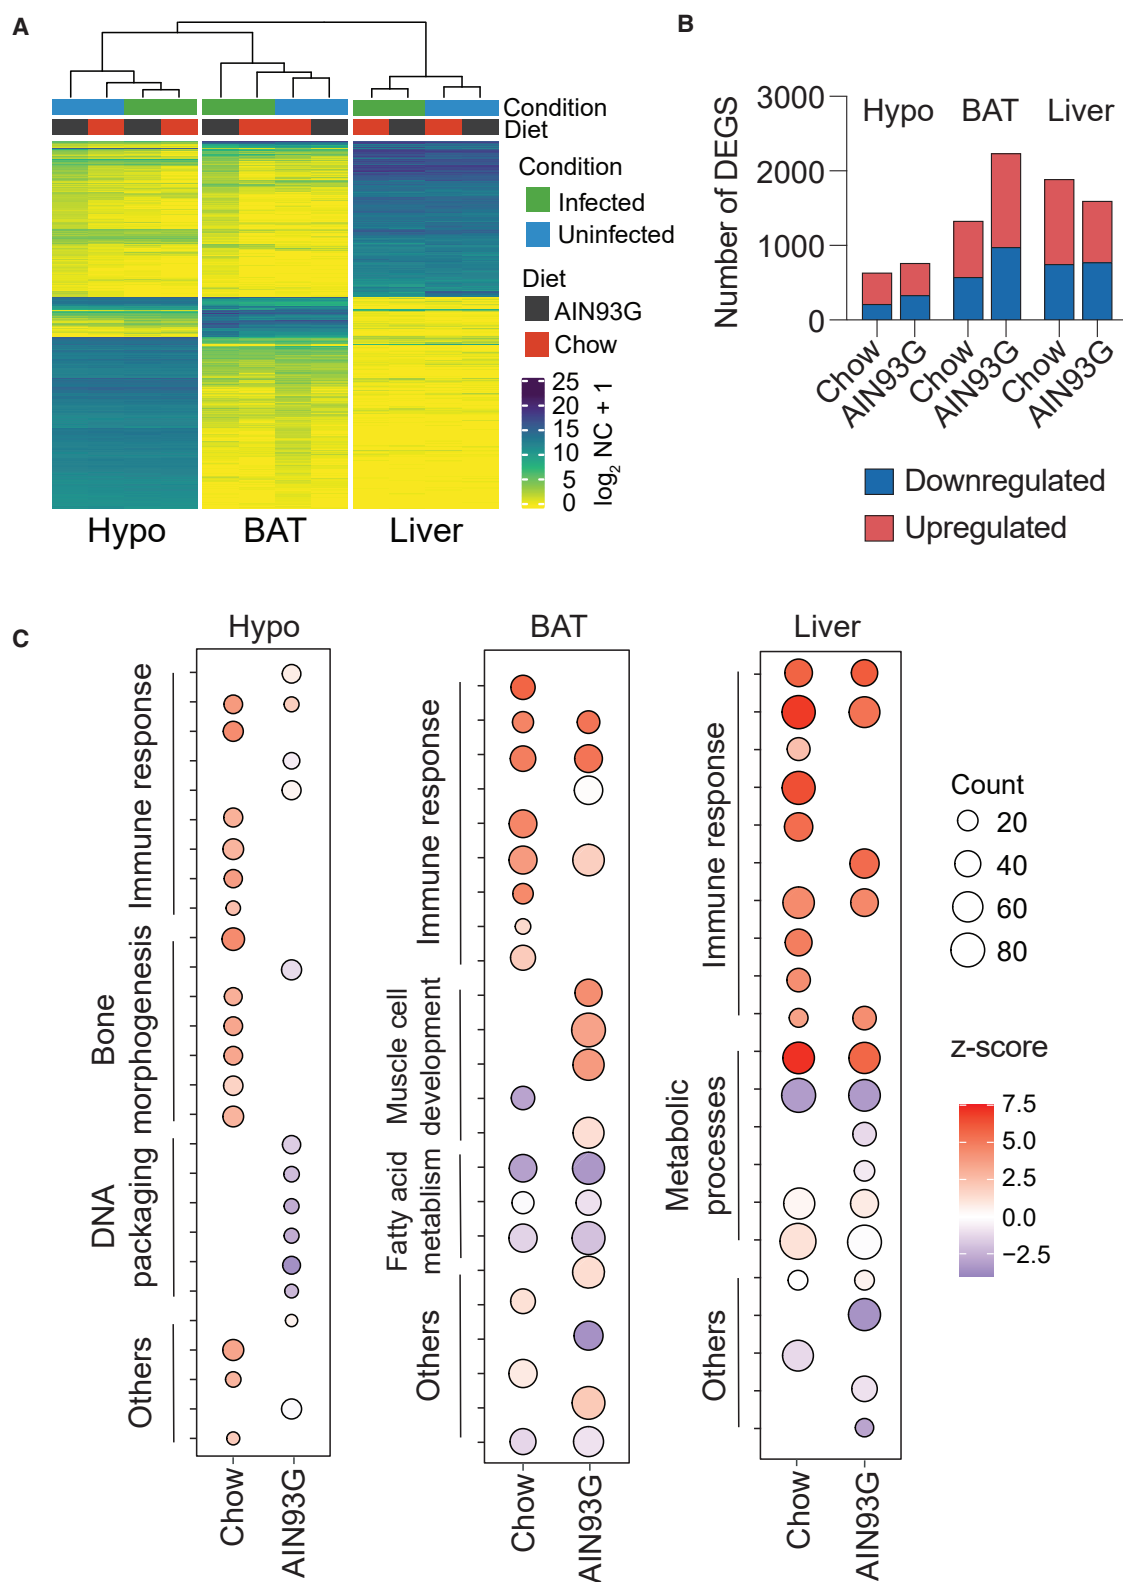 A
Condition
Diet
Condition
Infected
Uninfected
Diet
AIN93G
Chow
25
20
15
10
5
0
log2 NC + 1
Hypo
BAT
Liver
B
Number of DEGS
3000
2000
1000
0
Hypo
BAT
Liver
Chow
AIN93G
Chow
AIN93G
Chow
AIN93G
Downregulated
Upregulated
C
Hypo
Immune response
Bone
morphogenesis
DNA
packaging
Others
Chow
AIN93G
BAT
Immune response
Muscle cell
development
Fatty acid
metablism
Others
Chow
AIN93G
Liver
Immune response
Metabolic
processes
Others
Chow
AIN93G
Count
20
40
60
80
z-score
7.5
5.0
2.5
0.0
−2.5